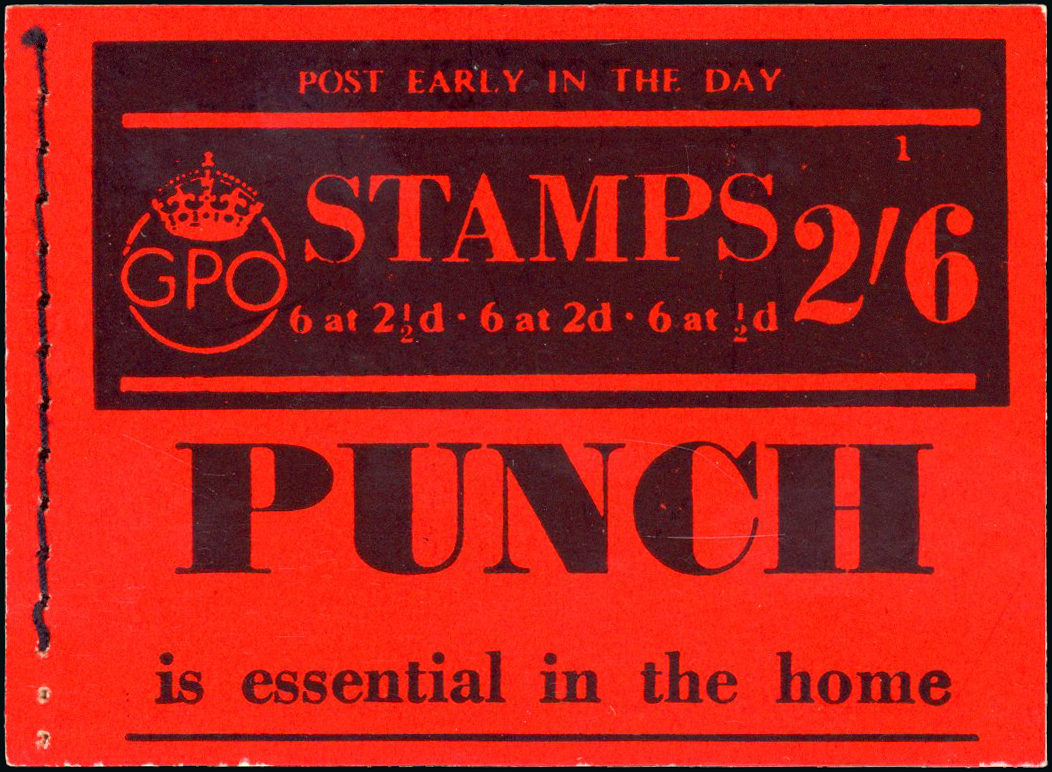 POST EARLY IN THE DAY
1
GPO
STAMPS 2/6
6 at 2½d · 6 at 2d · 6 at ½d
PUNCH
is essential in the home